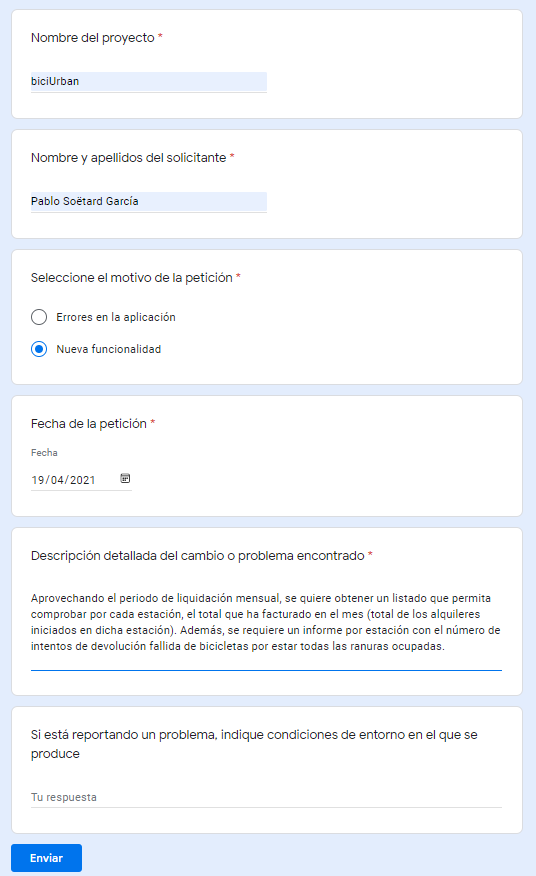 Nombre del proyecto *
biciUrban
Nombre y apellidos del solicitante *
Pablo Soëtard García
Seleccione el motivo de la petición *
Errores en la aplicación
Nueva funcionalidad
Fecha de la petición *
Fecha
19/04/2021
Descripción detallada del cambio o problema encontrado *
Aprovechando el periodo de liquidación mensual, se quiere obtener un listado que permita
comprobar por cada estación, el total que ha facturado en el mes (total de los alquileres
iniciados en dicha estación). Además, se requiere un informe por estación con el número de
intentos de devolución fallida de bicicletas por estar todas las ranuras ocupadas.
Si está reportando un problema, indique condiciones de entorno en el que se
produce
Tu respuesta
Enviar